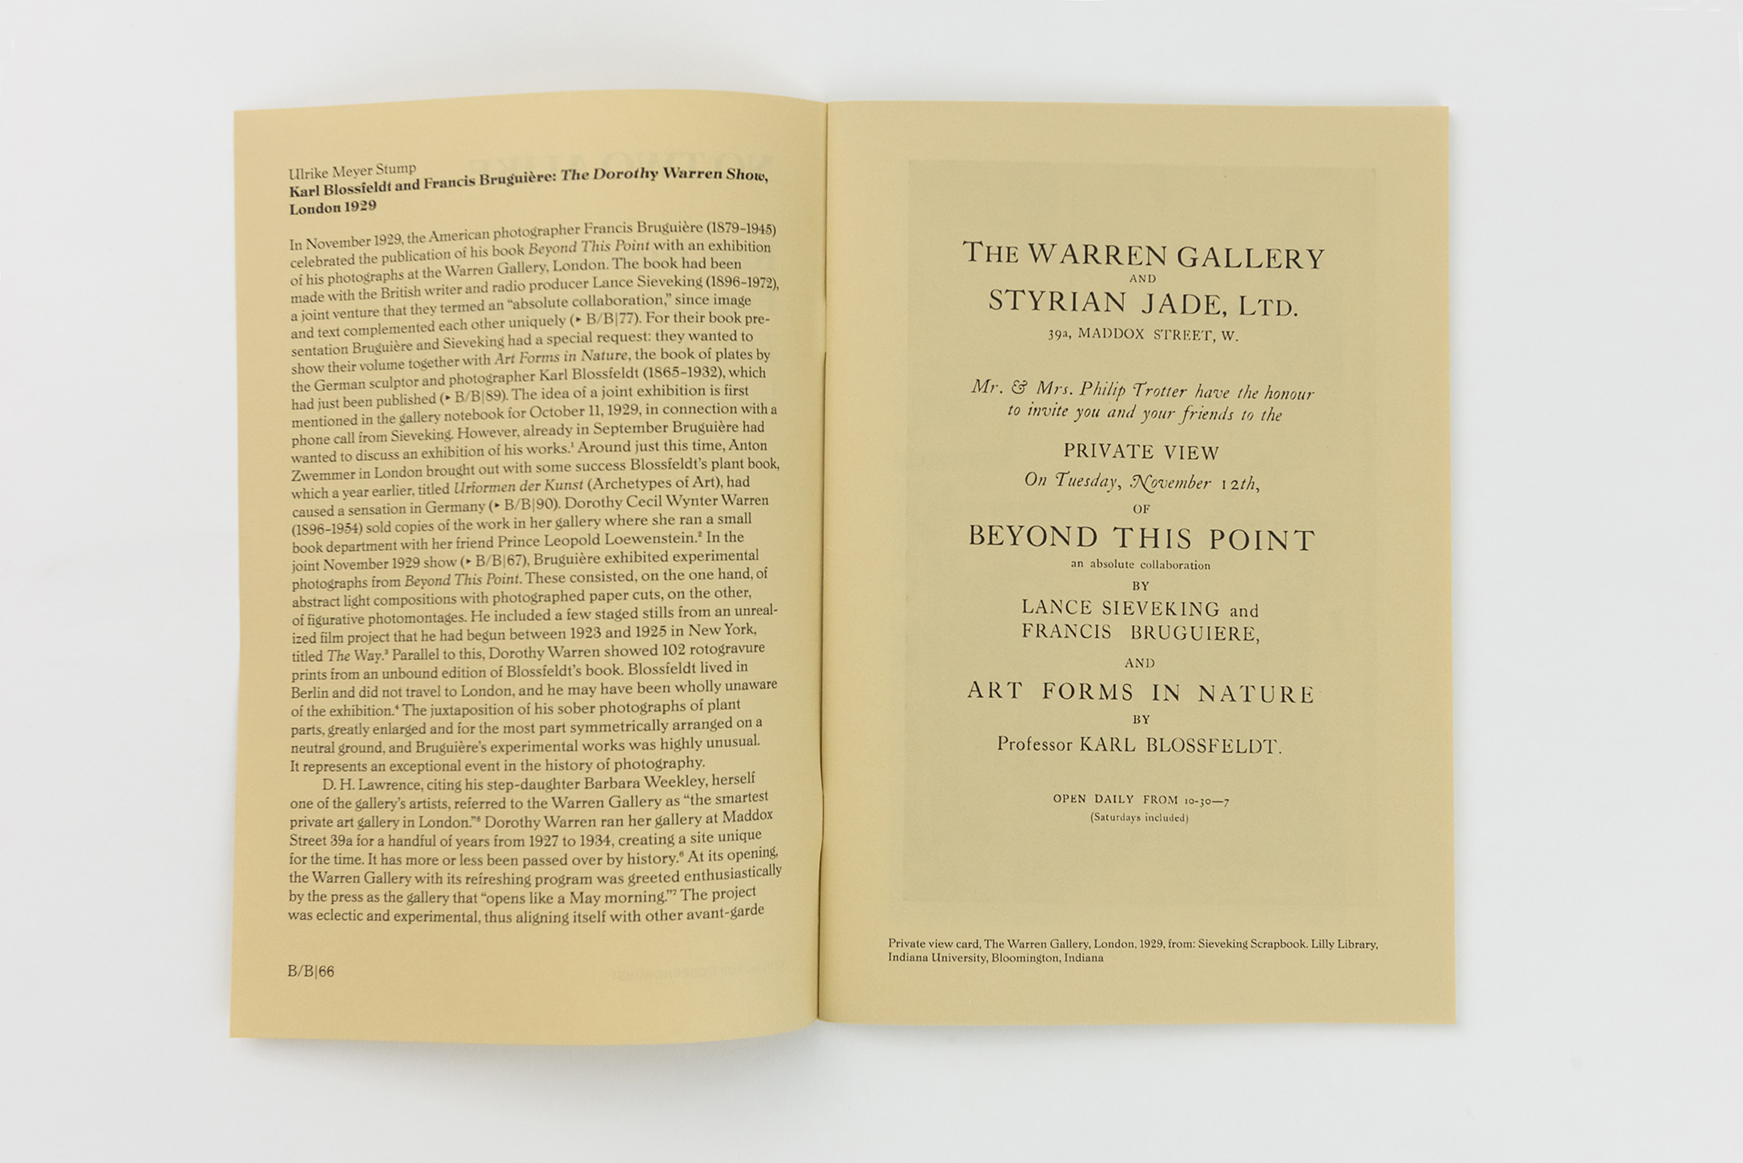 Ulrike Meyer Stump
Karl Blossfeldt and Francis Bruguière: The Dorothy Warren Show,
London 1929
In November 1929, the American photographer Francis Bruguière (1879–1945)
celebrated the publication of his book Beyond This Point with an exhibition
of his photographs at the Warren Gallery, London. The book had been
made with the British writer and radio producer Lance Sieveking (1896–1972),
a joint venture that they termed an “absolute collaboration,” since image
and text complemented each other uniquely (‣ B/B|77). For their book pre-
sentation Bruguière and Sieveking had a special request: they wanted to
show their volume together with Art Forms in Nature, the book of plates by
the German sculptor and photographer Karl Blossfeldt (1865–1932), which
had just been published (‣ B/B|89). The idea of a joint exhibition is first
mentioned in the gallery notebook for October 11, 1929, in connection with a
phone call from Sieveking. However, already in September Bruguière had
wanted to discuss an exhibition of his works.¹ Around just this time, Anton
Zwemmer in London brought out with some success Blossfeldt’s plant book,
which a year earlier, titled Urformen der Kunst (Archetypes of Art), had
caused a sensation in Germany (‣ B/B|90). Dorothy Cecil Wynter Warren
(1896–1954) sold copies of the work in her gallery where she ran a small
book department with her friend Prince Leopold Loewenstein.² In the
joint November 1929 show (‣ B/B|67), Bruguière exhibited experimental
photographs from Beyond This Point. These consisted, on the one hand, of
abstract light compositions with photographed paper cuts, on the other,
of figurative photomontages. He included a few staged stills from an unreal-
ized film project that he had begun between 1923 and 1925 in New York,
titled The Way.³ Parallel to this, Dorothy Warren showed 102 rotogravure
prints from an unbound edition of Blossfeldt’s book. Blossfeldt lived in
Berlin and did not travel to London, and he may have been wholly unaware
of the exhibition.⁴ The juxtaposition of his sober photographs of plant
parts, greatly enlarged and for the most part symmetrically arranged on a
neutral ground, and Bruguière’s experimental works was highly unusual.
It represents an exceptional event in the history of photography.
D. H. Lawrence, citing his step-daughter Barbara Weekley, herself
one of the gallery’s artists, referred to the Warren Gallery as “the smartest
private art gallery in London.”⁵ Dorothy Warren ran her gallery at Maddox
Street 39a for a handful of years from 1927 to 1934, creating a site unique
for the time. It has more or less been passed over by history.⁶ At its opening,
the Warren Gallery with its refreshing program was greeted enthusiastically
by the press as the gallery that “opens like a May morning.”⁷ The project
was eclectic and experimental, thus aligning itself with other avant-garde
B/B|66
THE WARREN GALLERY
AND
STYRIAN JADE, LTD.
39a, MADDOX STREET, W.
Mr. & Mrs. Philip Trotter have the honour
to invite you and your friends to the
PRIVATE VIEW
On Tuesday, November 12th,
OF
BEYOND THIS POINT
an absolute collaboration
BY
LANCE SIEVEKING and
FRANCIS BRUGUIERE,
AND
ART FORMS IN NATURE
BY
Professor KARL BLOSSFELDT.
OPEN DAILY FROM 10-30—7
(Saturdays included)
Private view card, The Warren Gallery, London, 1929, from: Sieveking Scrapbook. Lilly Library,
Indiana University, Bloomington, Indiana